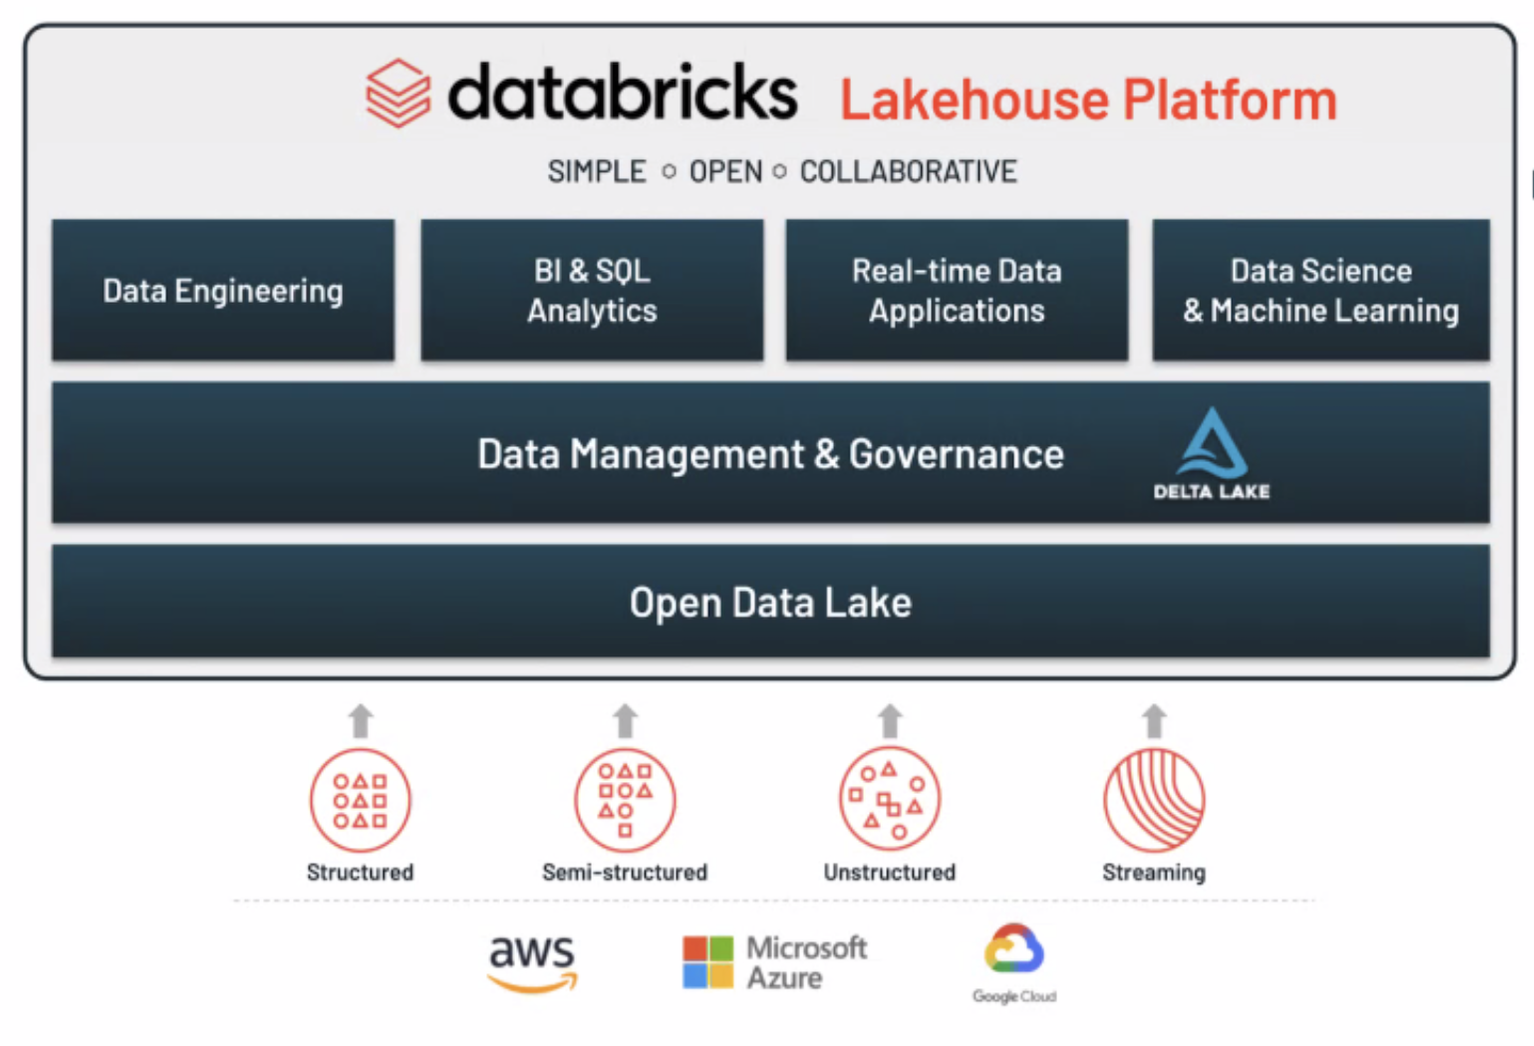 databricks Lakehouse Platform
SIMPLE OPEN COLLABORATIVE
Data Engineering
BI & SQL
Analytics
Real-time Data
Applications
Data Science
& Machine Learning
Data Management & Governance
DELTA LAKE
Open Data Lake
Structured
Semi-structured
Unstructured
Streaming
aws
Microsoft
Azure
Google Cloud